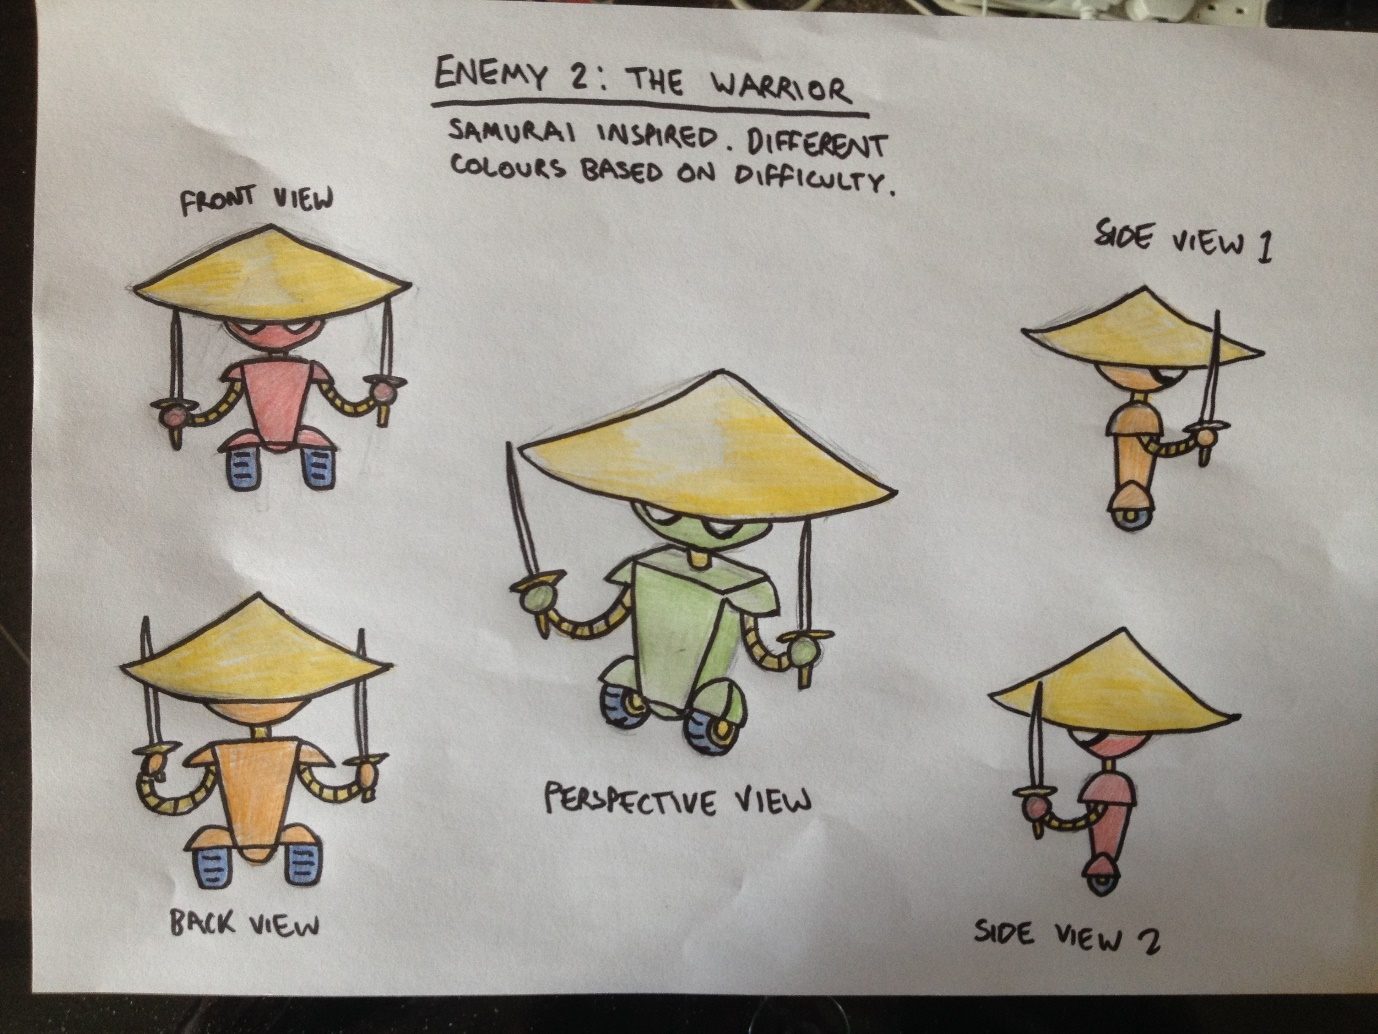 ENEMY 2: THE WARRIOR
SAMURAI INSPIRED. DIFFERENT
COLOURS BASED ON DIFFICULTY.
FRONT VIEW
SIDE VIEW 1
PERSPECTIVE VIEW
BACK VIEW
SIDE VIEW 2